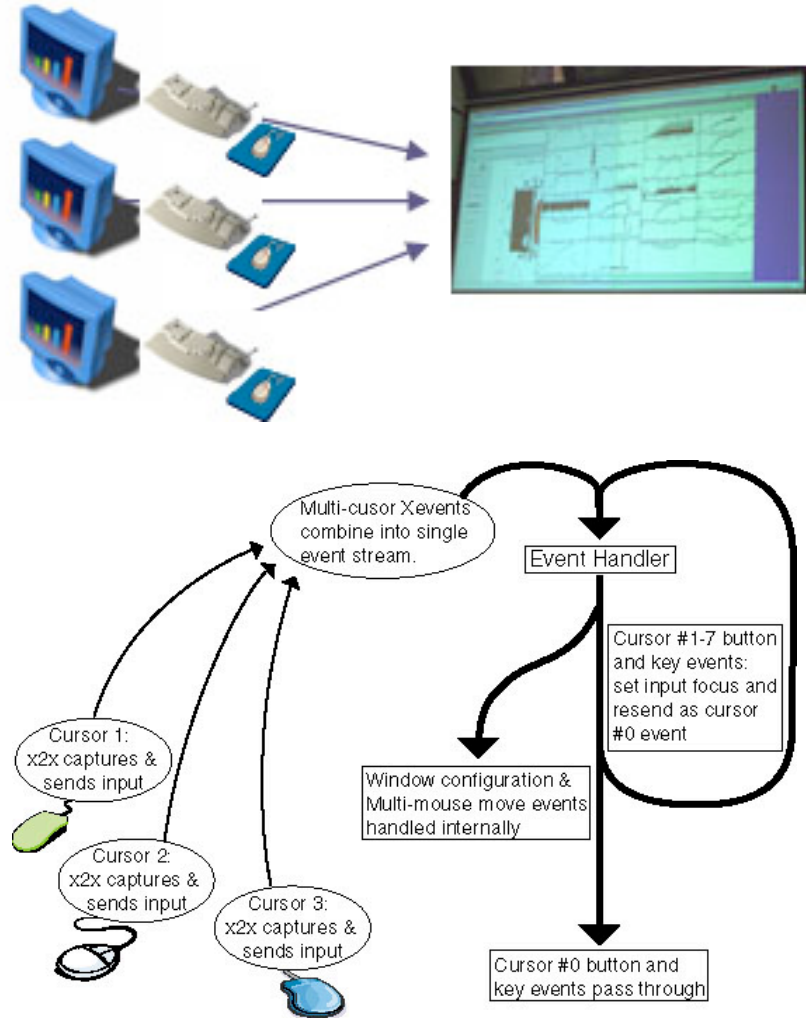 Multi-cusor Xevents
combine into single
event stream.
Event Handler
Cursor #1-7 button
and key events:
set input focus and
resend as cursor
#0 event
Cursor 1:
x2x captures &
sends input
Window configuration &
Multi-mouse move events
handled internally
Cursor 2:
x2x captures &
sends input
Cursor 3:
x2x captures &
sends input
Cursor #0 button and
key events pass through